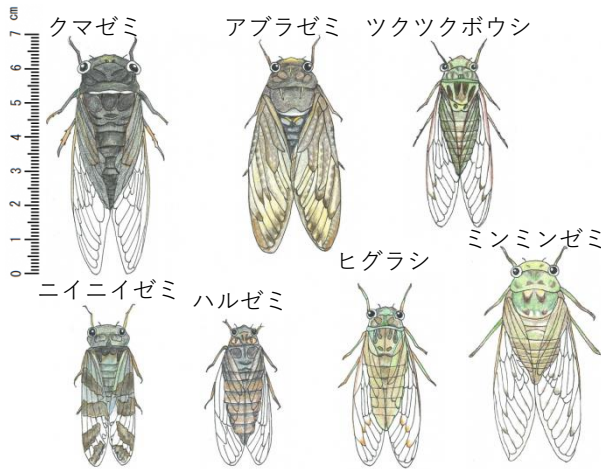 クマゼミ
アブラゼミ
ツクツクボウシ
cm
7
6
5
4
3
2
1
0
ニイニイゼミ
ハルゼミ
ヒグラシ
ミンミンゼミ